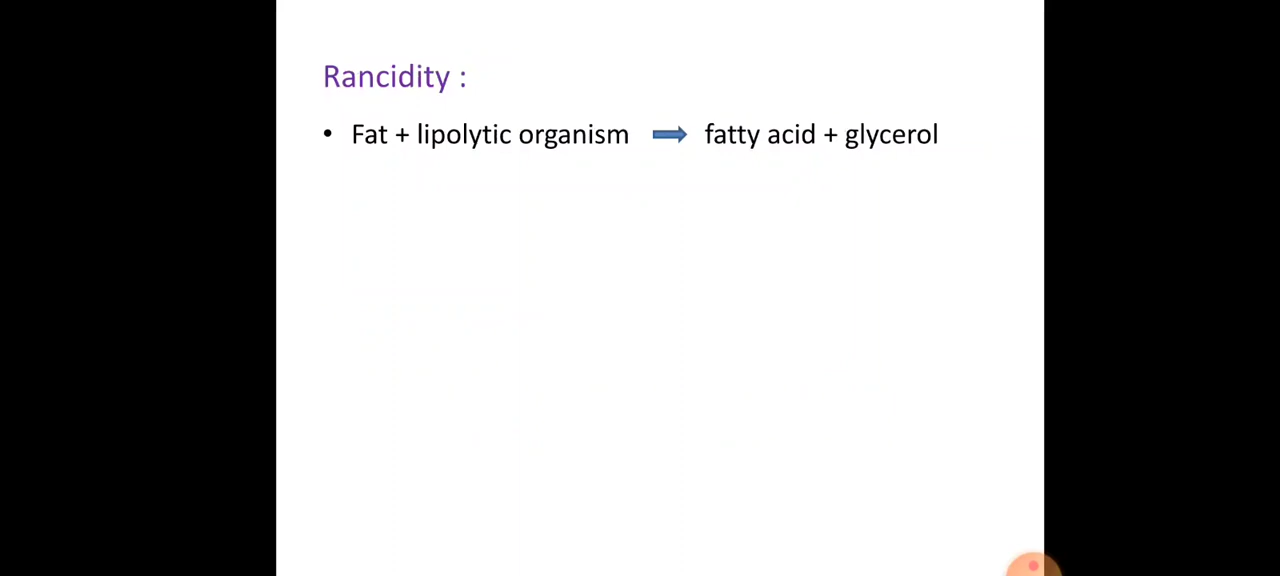 Rancidity :
• Fat + lipolytic organism ➡ fatty acid + glycerol